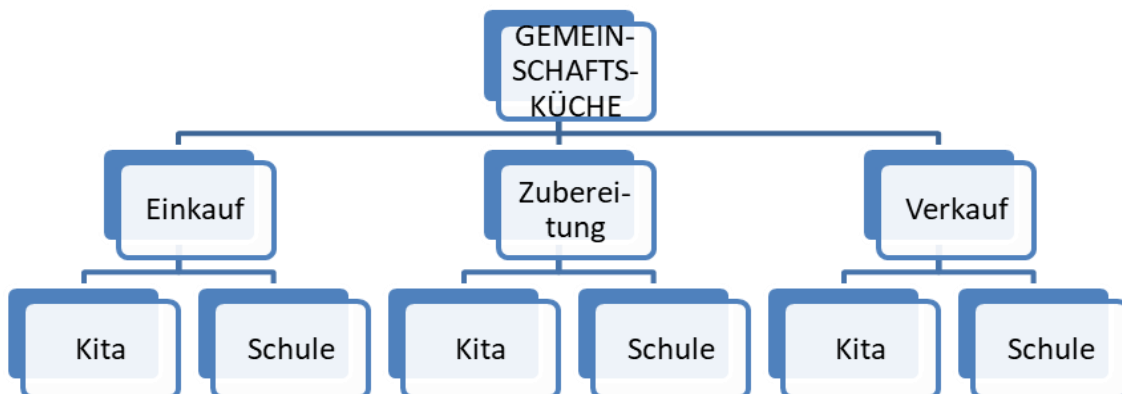 GEMEIN-
SCHAFTS-
KÜCHE
Einkauf
Zuberei-
tung
Verkauf
Kita
Schule
Kita
Schule
Kita
Schule